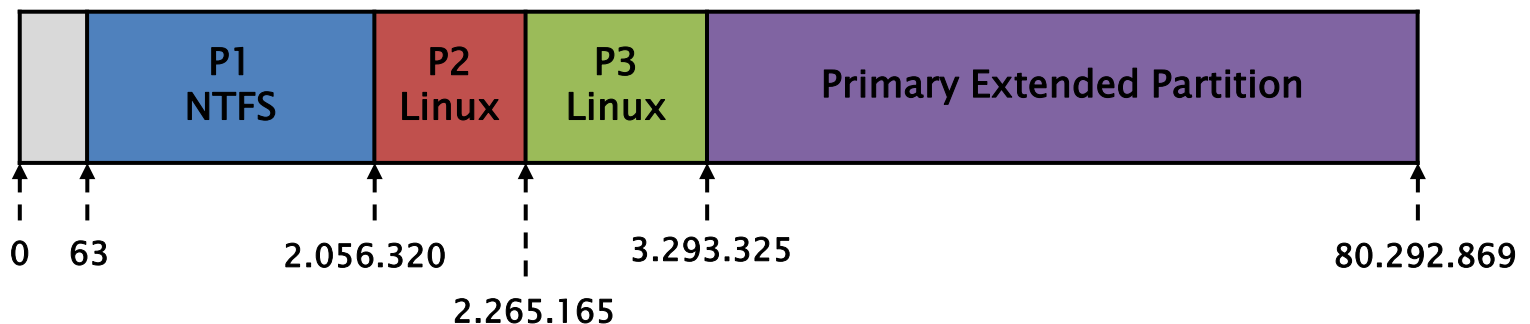 P1
NTFS
P2
Linux
P3
Linux
Primary Extended Partition
0
63
2.056.320
2.265.165
3.293.325
80.292.869